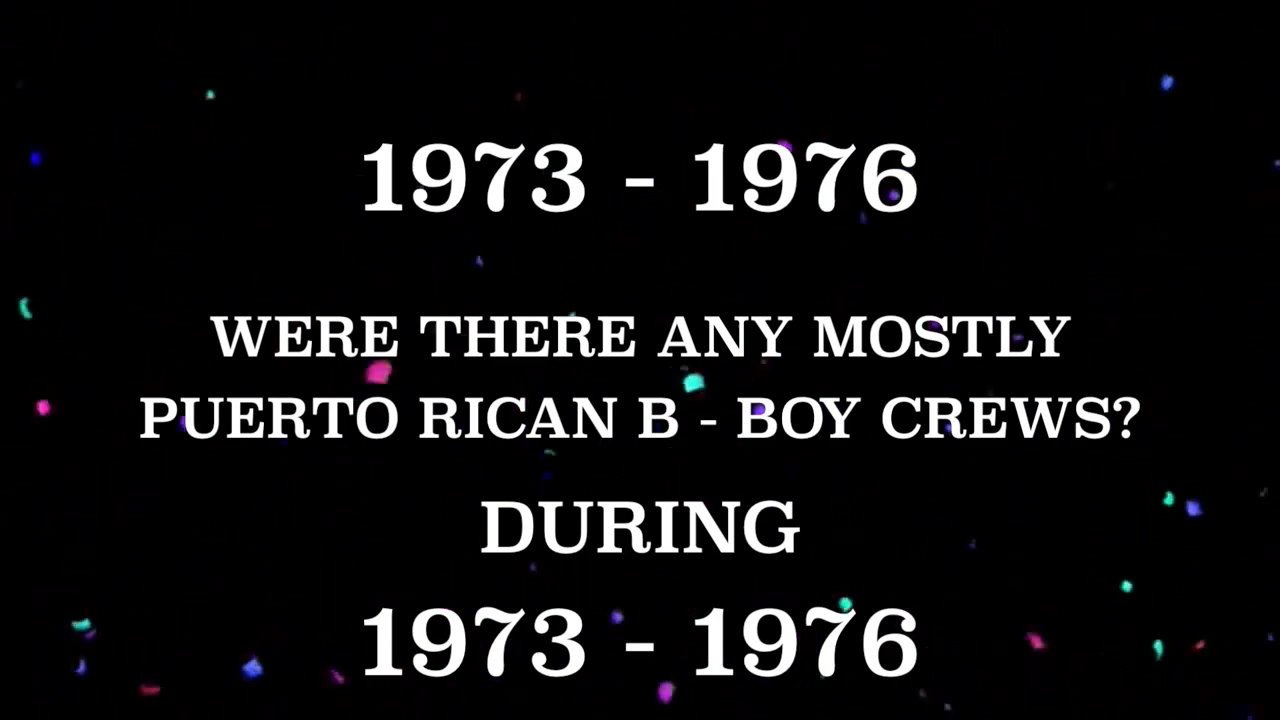 1973 - 1976
WERE THERE ANY MOSTLY
PUERTO RICAN B - BOY CREWS?
DURING
1973 - 1976